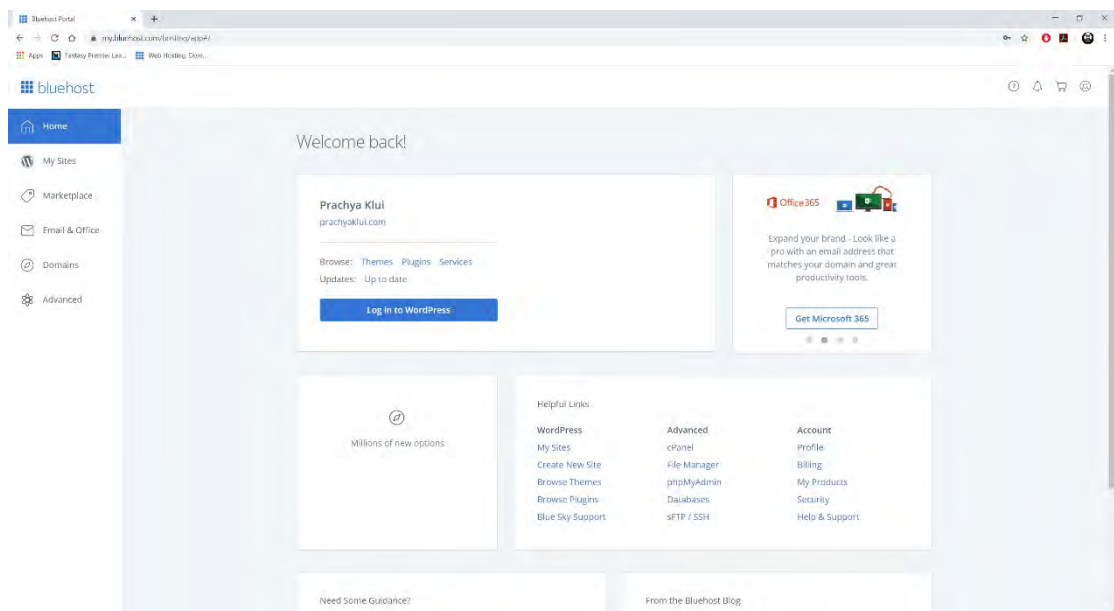 Bluehost Portal
my.bluehost.com/hosting/app#/
Apps
Fantasy Premier Lea...
Web Hosting, Dom...
bluehost
Home
My Sites
Marketplace
Email & Office
Domains
Advanced
Welcome back!
Prachya Klui
prachyaklui.com
Browse: Themes Plugins Services
Updates: Up to date
Log in to WordPress
Office 365
Expand your brand - Look like a
pro with an email address that
matches your domain and great
productivity tools.
Get Microsoft 365
Millions of new options
Helpful Links
WordPress
My Sites
Create New Site
Browse Themes
Browse Plugins
Blue Sky Support
Advanced
cPanel
File Manager
phpMyAdmin
Databases
sFTP / SSH
Account
Profile
Billing
My Products
Security
Help & Support
Need Some Guidance?
From the Bluehost Blog